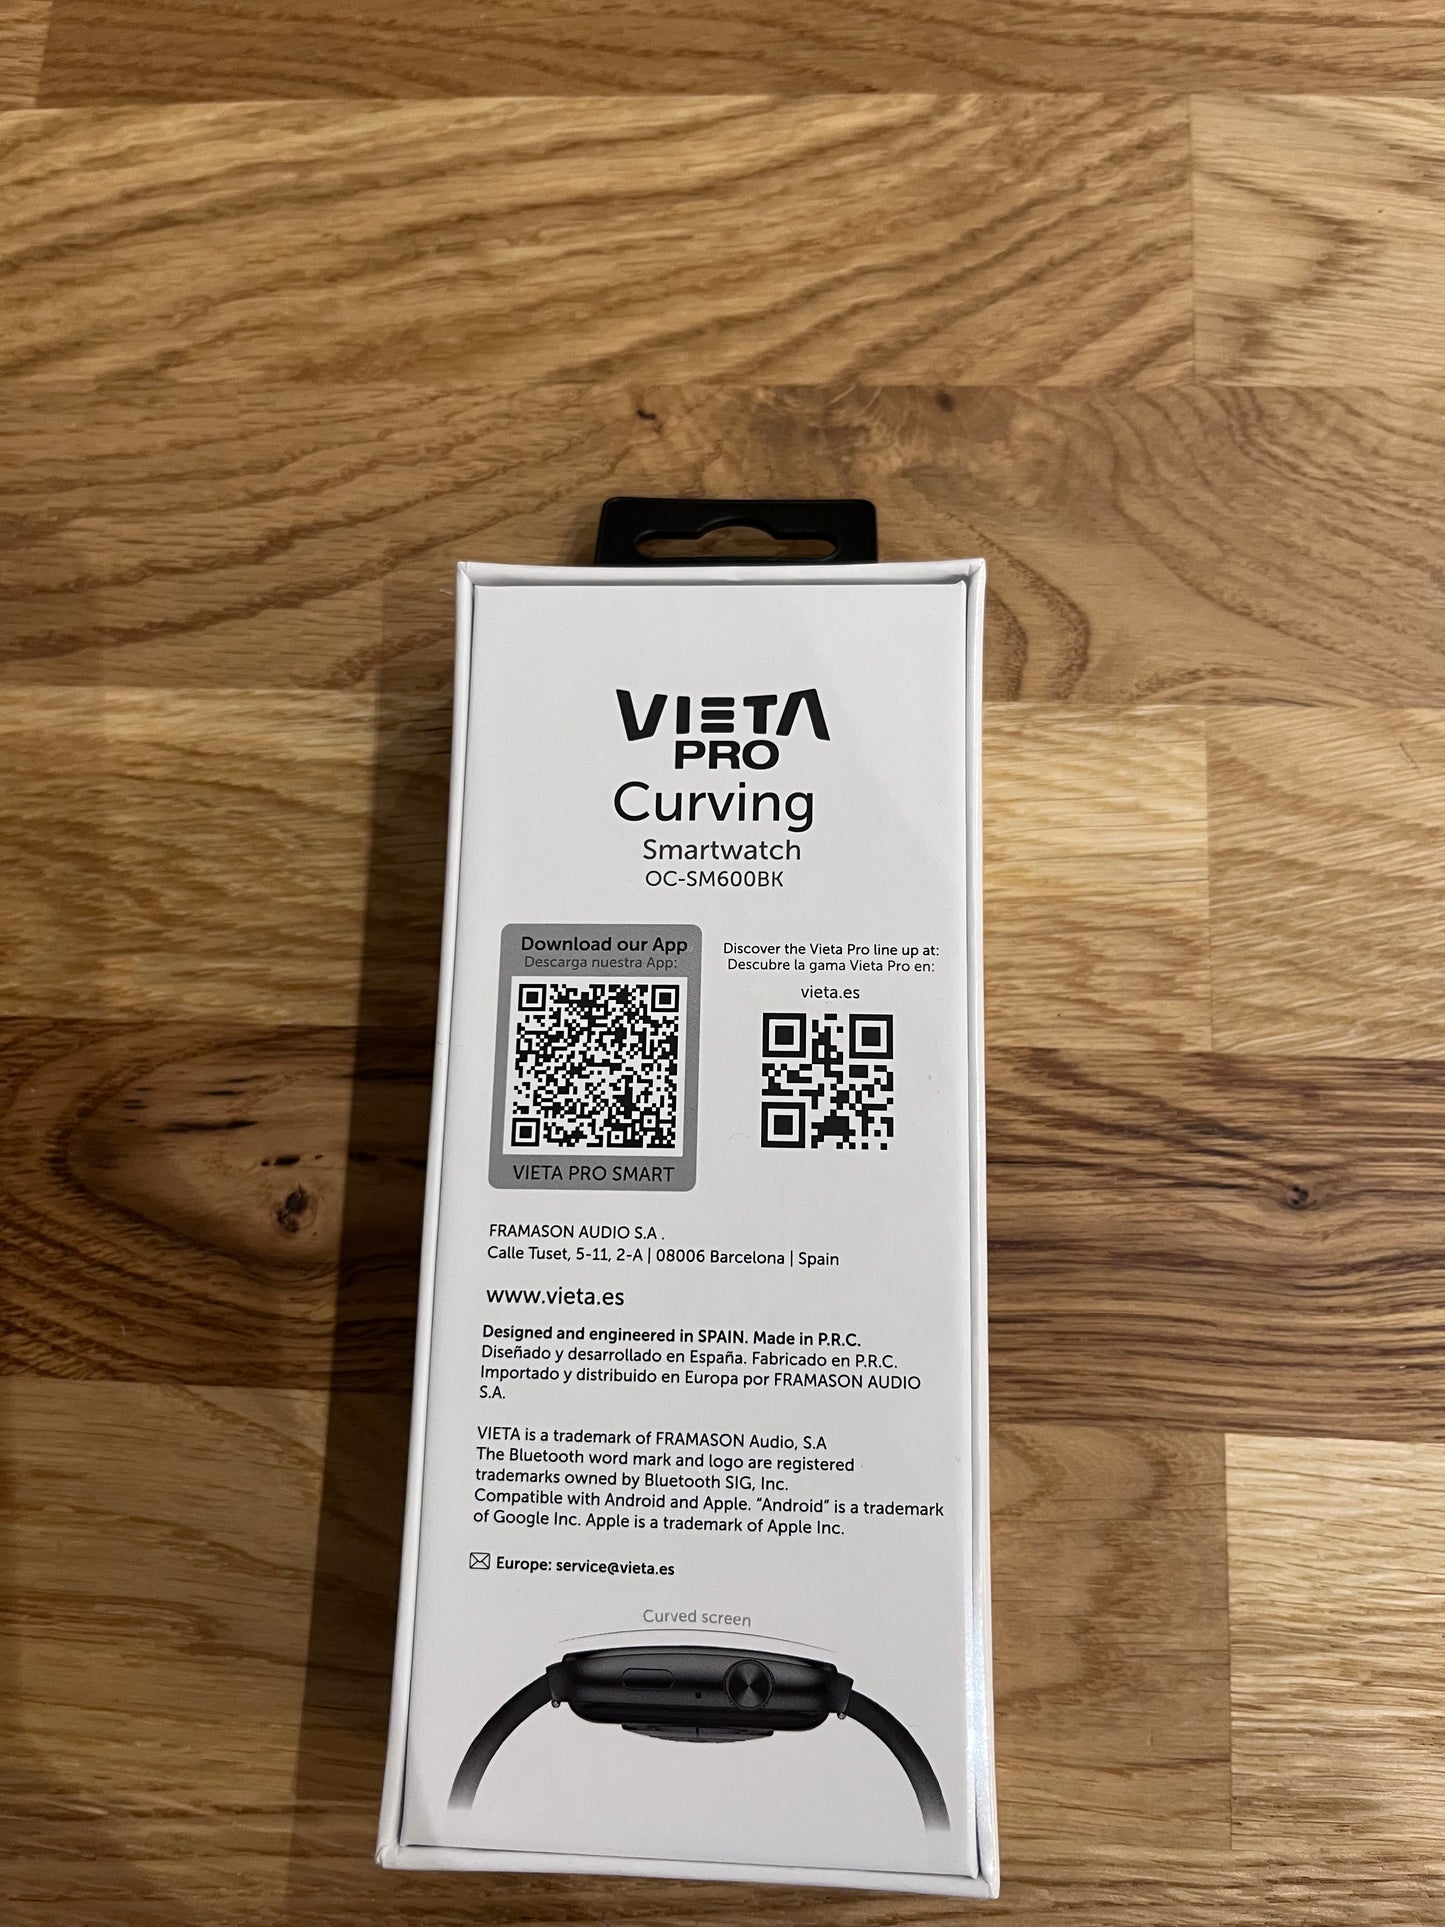 VIETA
PRO
Curving
Smartwatch
OC-SM600BK
Download our App
Descarga nuestra App:
VIETA PRO SMART
Discover the Vieta Pro line up at:
Descubre la gama Vieta Pro en:
vieta.es
FRAMASON AUDIO S.A .
Calle Tuset, 5-11, 2-A | 08006 Barcelona | Spain
www.vieta.es
Designed and engineered in SPAIN. Made in P.R.C.
Diseñado y desarrollado en España. Fabricado en P.R.C.
Importado y distribuido en Europa por FRAMASON AUDIO
S.A.
VIETA is a trademark of FRAMASON Audio, S.A
The Bluetooth word mark and logo are registered
trademarks owned by Bluetooth SIG, Inc.
Compatible with Android and Apple. “Android” is a trademark
of Google Inc. Apple is a trademark of Apple Inc.
Europe: service@vieta.es
Curved screen